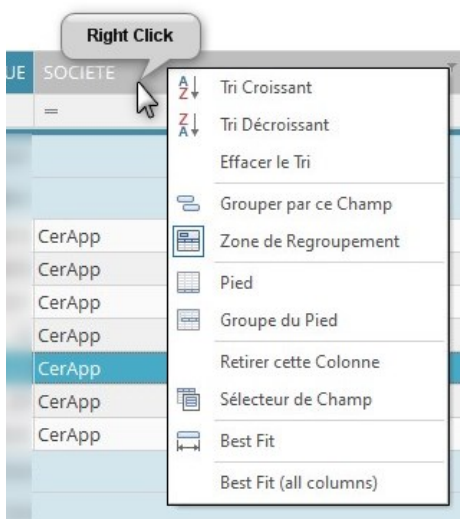 Right Click
UE SOCIETE
=
Tri Croissant
Tri Décroissant
Effacer le Tri
Grouper par ce Champ
Zone de Regroupement
Pied
Groupe du Pied
Retirer cette Colonne
Sélecteur de Champ
Best Fit
Best Fit (all columns)
CerApp
CerApp
CerApp
CerApp
CerApp
CerApp
CerApp